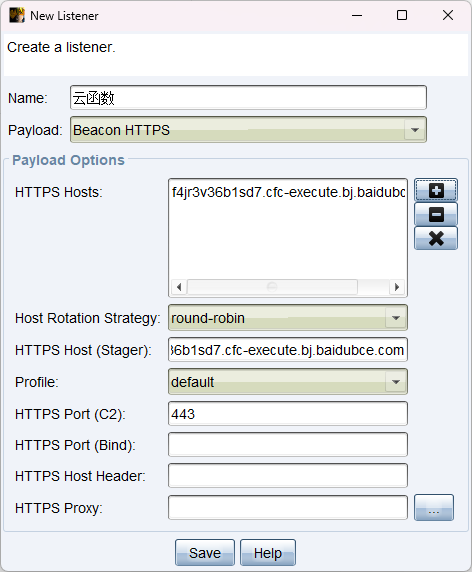 New Listener
Create a listener.
Name: 云函数
Payload: Beacon HTTPS
Payload Options
HTTPS Hosts: f4jr3v36b1sd7.cfc-execute.bj.baidubc
Host Rotation Strategy: round-robin
HTTPS Host (Stager): 36b1sd7.cfc-execute.bj.baidubce.com
Profile: default
HTTPS Port (C2): 443
HTTPS Port (Bind):
HTTPS Host Header:
HTTPS Proxy: ...
Save Help